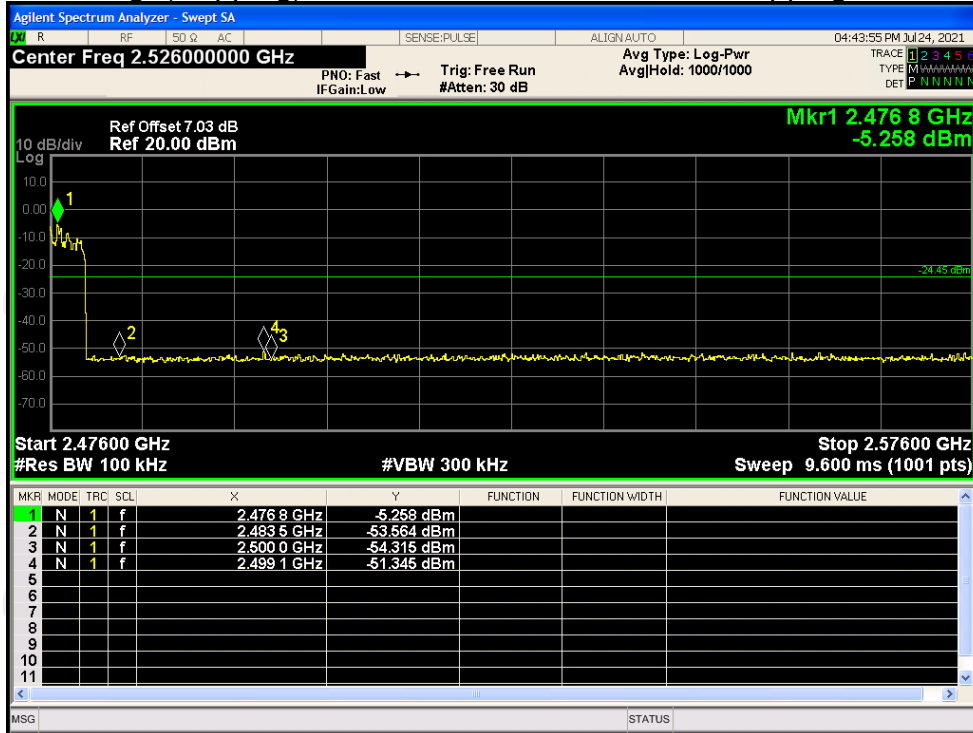 Agilent Spectrum Analyzer - Swept SA
LXI R RF 50 Ω AC SENSE:PULSE ALIGN AUTO 04:43:55 PM Jul 24, 2021
Center Freq 2.526000000 GHz
PNO: Fast
IFGain:Low
Trig: Free Run
#Atten: 30 dB
Avg Type: Log-Pwr
Avg|Hold: 1000/1000
TRACE 1 2 3 4 5 6
TYPE M
DET P N N N N N
Ref Offset 7.03 dB
Ref 20.00 dBm
10 dB/div
Log
Mkr1 2.476 8 GHz
-5.258 dBm
10.0
0.00
-10.0
-20.0
-30.0
-40.0
-50.0
-60.0
-70.0
1
2
4
3
-24.45 dBm
Start 2.47600 GHz Stop 2.57600 GHz
#Res BW 100 kHz #VBW 300 kHz Sweep 9.600 ms (1001 pts)
MKR MODE TRC SCL X Y FUNCTION FUNCTION WIDTH FUNCTION VALUE
1 N 1 f 2.476 8 GHz -5.258 dBm
2 N 1 f 2.483 5 GHz -53.564 dBm
3 N 1 f 2.500 0 GHz -54.315 dBm
4 N 1 f 2.499 1 GHz -51.345 dBm
5
6
7
8
9
10
11
MSG STATUS